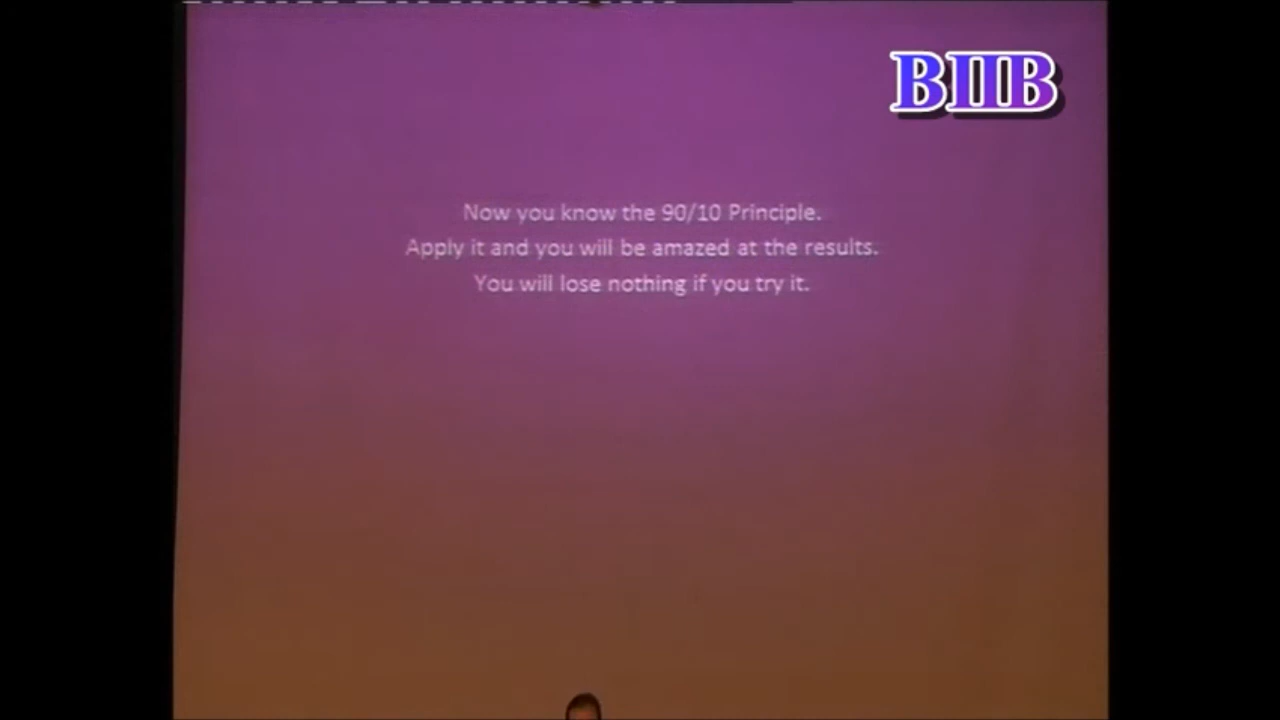 BIIB
Now you know the 90/10 Principle.
Apply it and you will be amazed at the results.
You will lose nothing if you try it.